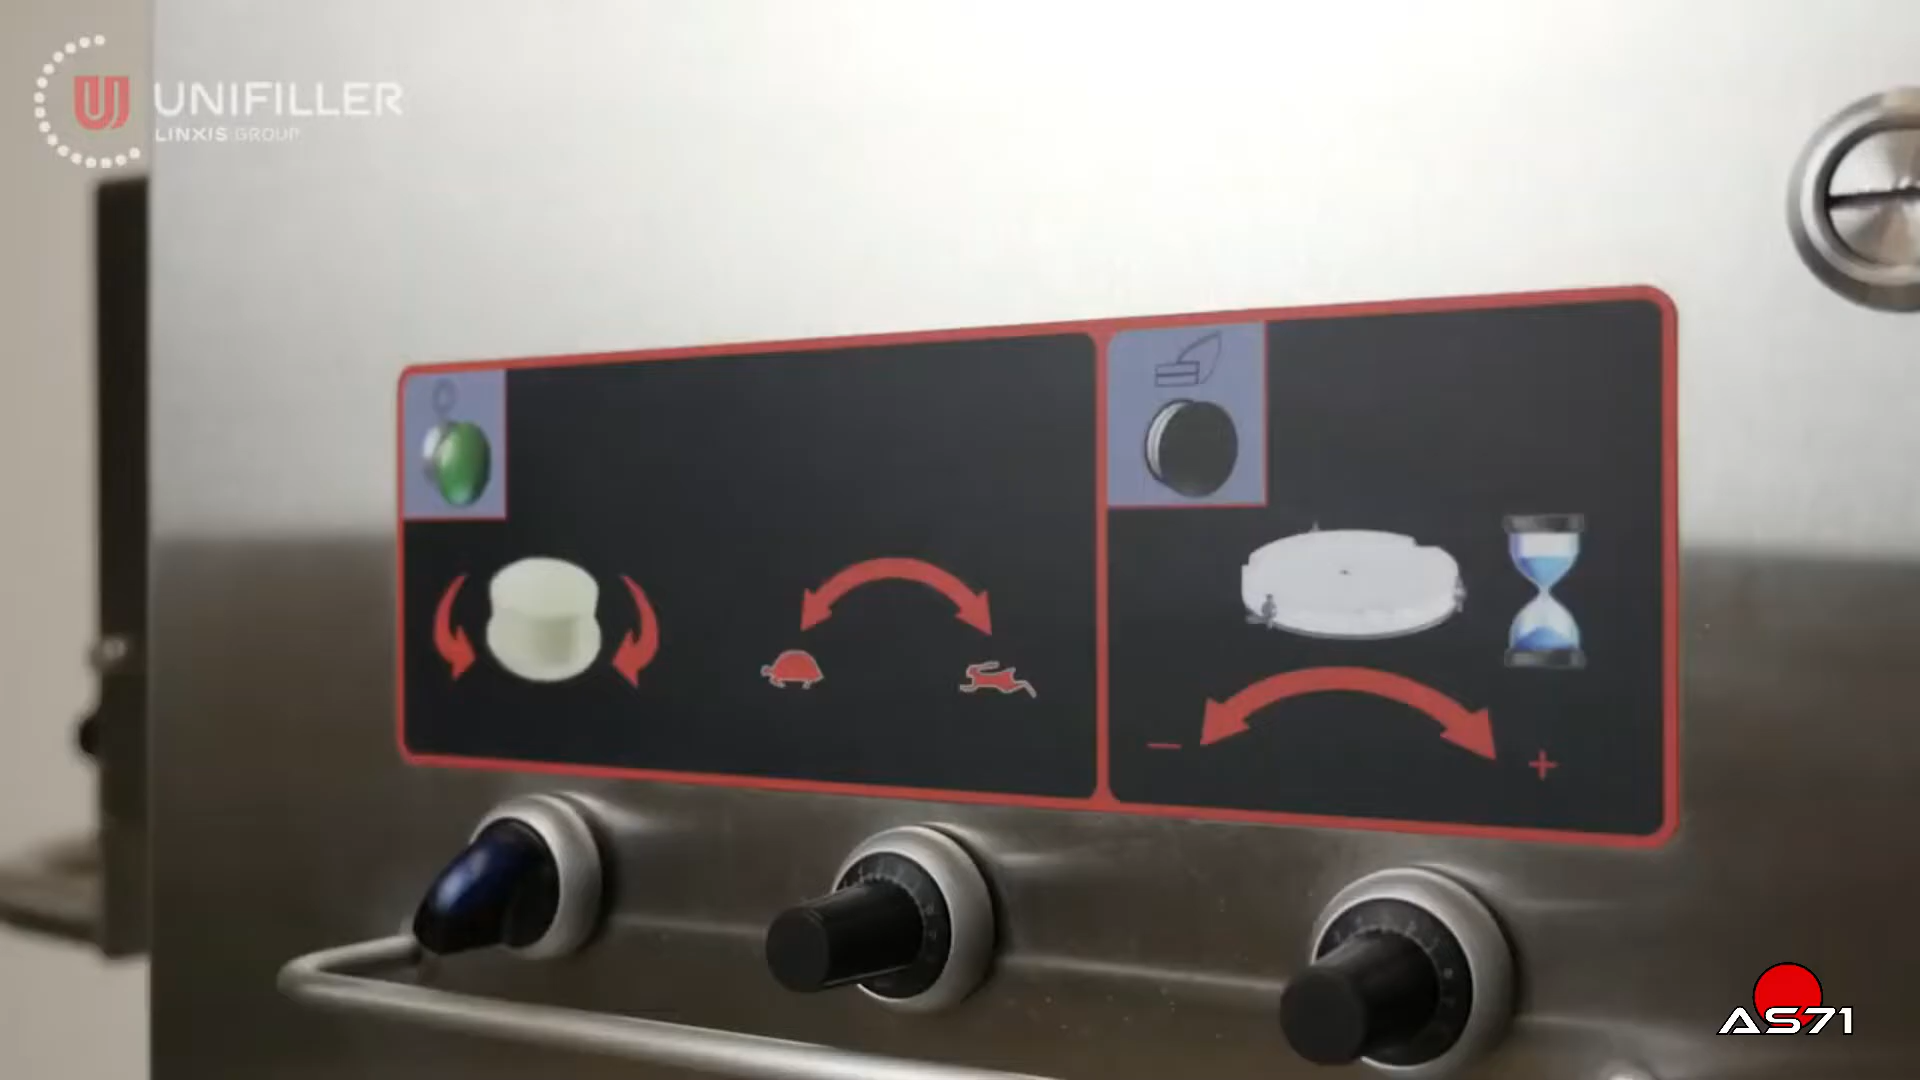 UNIFILLER
LINXIS GROUP
− +
AS71